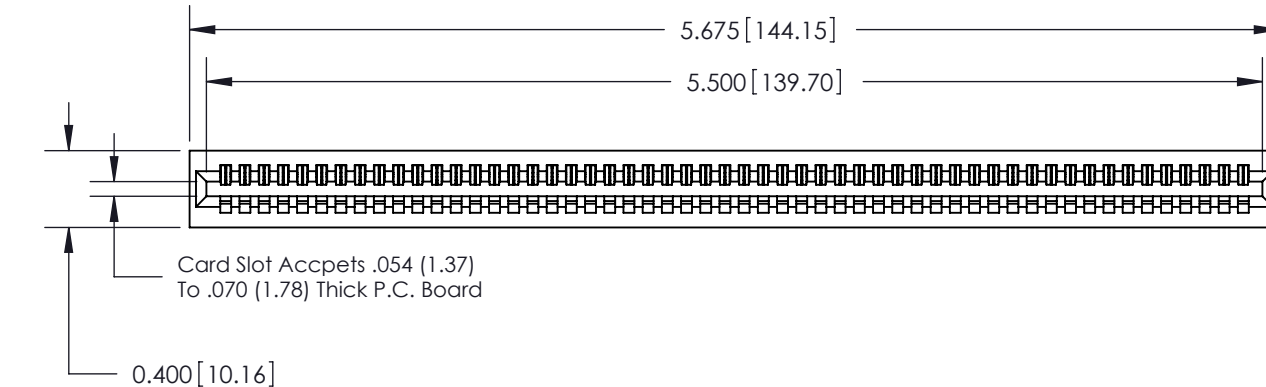 5.675[144.15]
5.500[139.70]
Card Slot Accpets .054 (1.37)
To .070 (1.78) Thick P.C. Board
0.400[10.16]